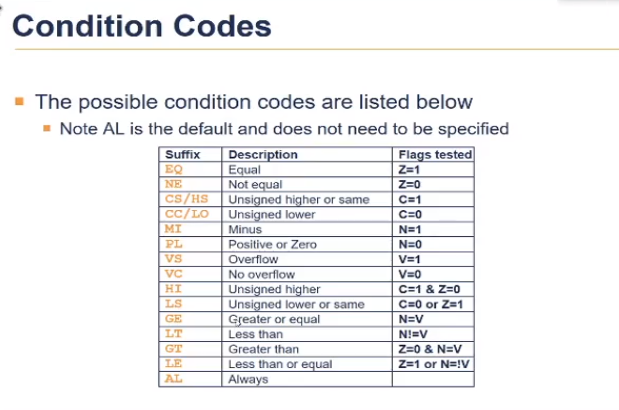 Condition Codes
The possible condition codes are listed below
Note AL is the default and does not need to be specified
Suffix Description Flags tested
EQ Equal Z=1
NE Not equal Z=0
CS/HS Unsigned higher or same C=1
CC/LO Unsigned lower C=0
MI Minus N=1
PL Positive or Zero N=0
VS Overflow V=1
VC No overflow V=0
HI Unsigned higher C=1 & Z=0
LS Unsigned lower or same C=0 or Z=1
GE Greater or equal N=V
LT Less than N!=V
GT Greater than Z=0 & N=V
LE Less than or equal Z=1 or N=!V
AL Always